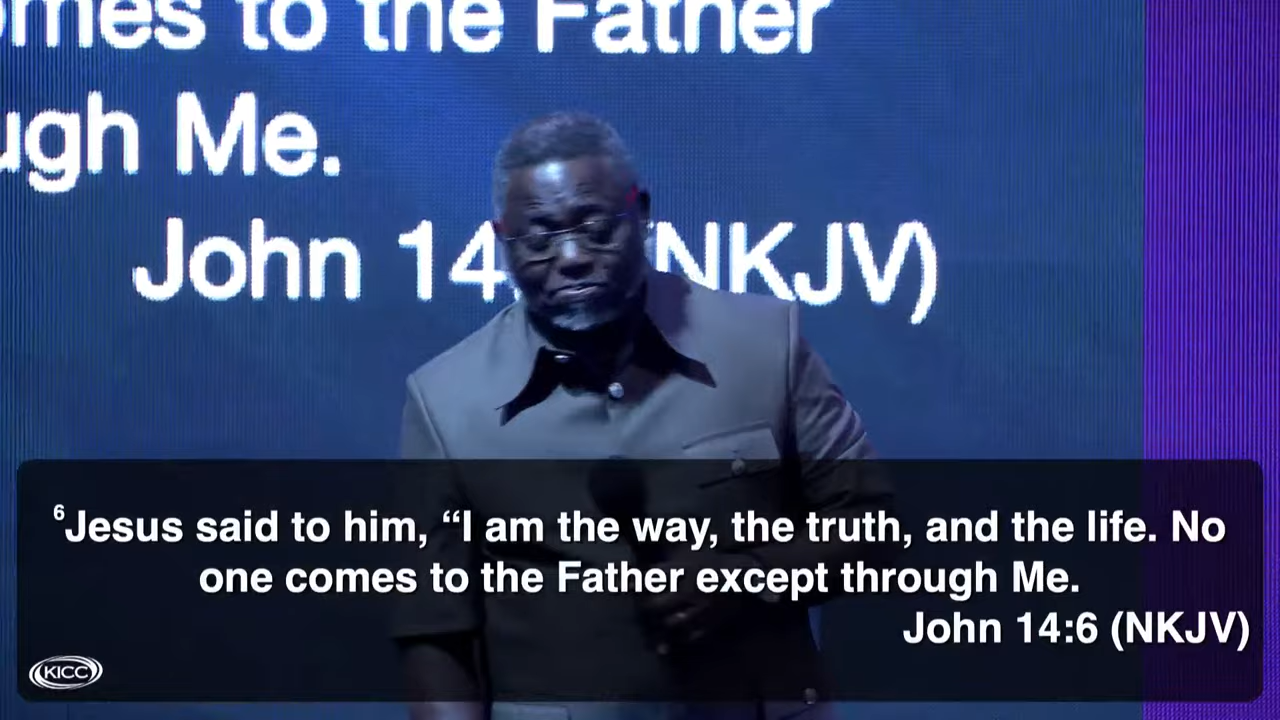 omes to the Father
ugh Me.
John 14 (NKJV)
⁶Jesus said to him, “I am the way, the truth, and the life. No
one comes to the Father except through Me.
John 14:6 (NKJV)
KICC